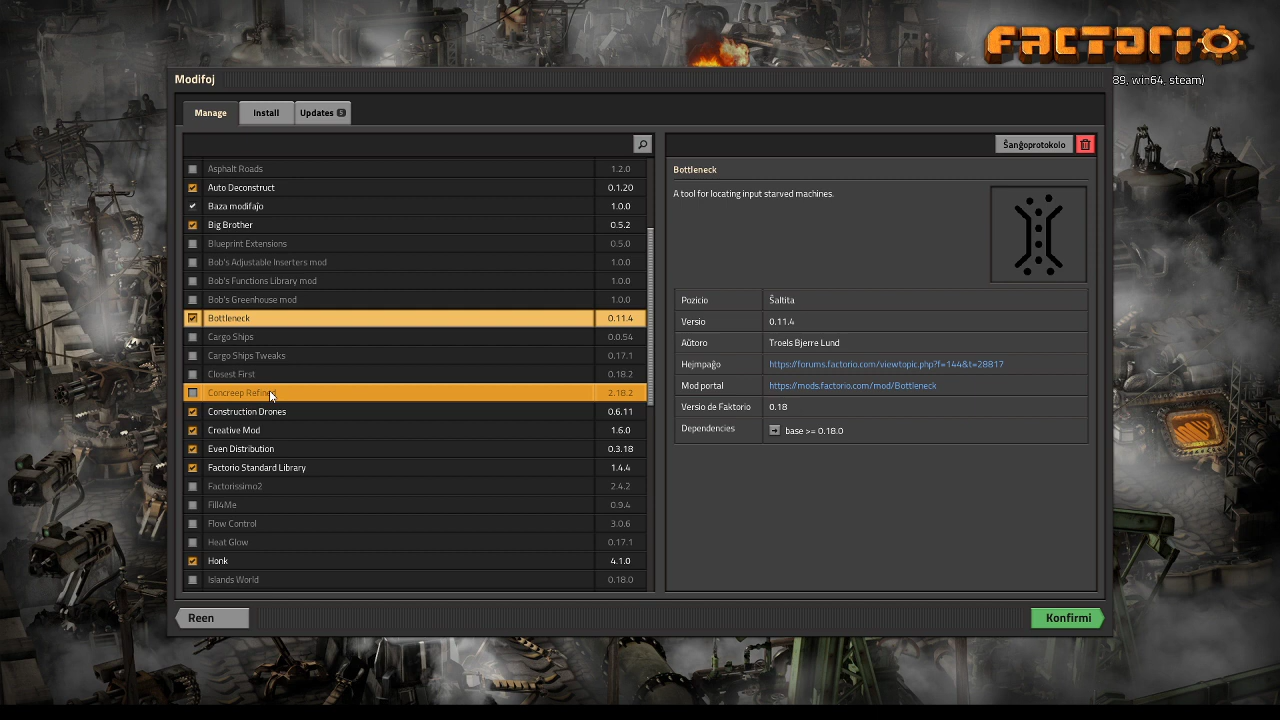 FACTORIO
89, win64, steam)
Modifoj
Manage Install Updates 5
Ŝanĝoprotokolo
Asphalt Roads 1.2.0
Auto Deconstruct 0.1.20
Baza modifaĵo 1.0.0
Big Brother 0.5.2
Blueprint Extensions 0.5.0
Bob's Adjustable Inserters mod 1.0.0
Bob's Functions Library mod 1.0.0
Bob's Greenhouse mod 1.0.0
Bottleneck 0.11.4
Cargo Ships 0.0.54
Cargo Ships Tweaks 0.17.1
Closest First 0.18.2
Concreep Refined 2.18.2
Construction Drones 0.6.11
Creative Mod 1.6.0
Even Distribution 0.3.18
Factorio Standard Library 1.4.4
Factorissimo2 2.4.2
Fill4Me 0.9.4
Flow Control 3.0.6
Heat Glow 0.17.1
Honk 4.1.0
Islands World 0.18.0
Bottleneck
A tool for locating input starved machines.
Pozicio Ŝaltita
Versio 0.11.4
Aŭtoro Troels Bjerre Lund
Hejmpaĝo https://forums.factorio.com/viewtopic.php?f=144&t=28817
Mod portal https://mods.factorio.com/mod/Bottleneck
Versio de Faktorio 0.18
Dependencies base >= 0.18.0
Reen
Konfirmi